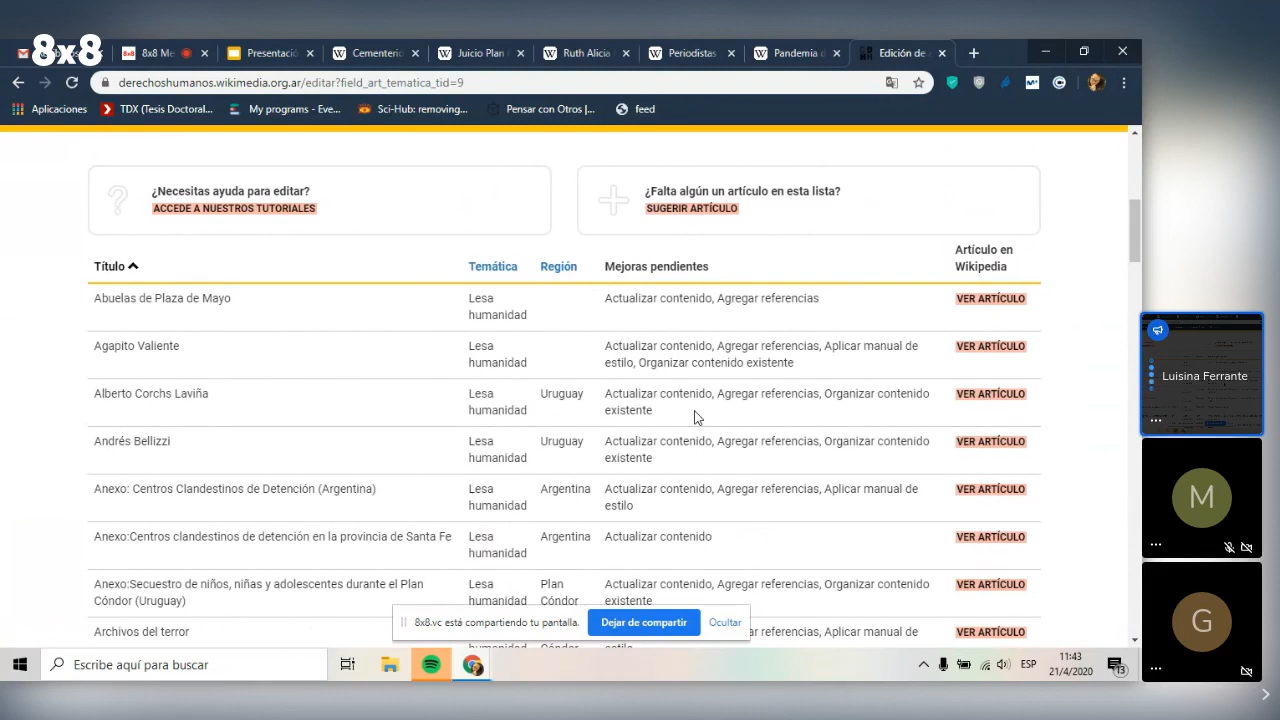 8x8
8x8 Me
Presentació
Cementerio
Juicio Plan
Ruth Alicia
Periodistas
Pandemia d
Edición de
derechoshumanos.wikimedia.org.ar/editar?field_art_tematica_tid=9
Aplicaciones
TDX (Tesis Doctoral...
My programs - Eve...
Sci-Hub: removing...
Pensar con Otros |...
feed
¿Necesitas ayuda para editar?
ACCEDE A NUESTROS TUTORIALES
¿Falta algún un artículo en esta lista?
SUGERIR ARTÍCULO
Título
Temática
Región
Mejoras pendientes
Artículo en
Wikipedia
Abuelas de Plaza de Mayo
Lesa
humanidad
Actualizar contenido, Agregar referencias
VER ARTÍCULO
Agapito Valiente
Lesa
humanidad
Actualizar contenido, Agregar referencias, Aplicar manual de
estilo, Organizar contenido existente
VER ARTÍCULO
Alberto Corchs Laviña
Lesa
humanidad
Uruguay
Actualizar contenido, Agregar referencias, Organizar contenido
existente
VER ARTÍCULO
Andrés Bellizzi
Lesa
humanidad
Uruguay
Actualizar contenido, Agregar referencias, Organizar contenido
existente
VER ARTÍCULO
Anexo: Centros Clandestinos de Detención (Argentina)
Lesa
humanidad
Argentina
Actualizar contenido, Agregar referencias, Aplicar manual de
estilo
VER ARTÍCULO
Anexo:Centros clandestinos de detención en la provincia de Santa Fe
Lesa
humanidad
Argentina
Actualizar contenido
VER ARTÍCULO
Anexo:Secuestro de niños, niñas y adolescentes durante el Plan
Cóndor (Uruguay)
Lesa
humanidad
Plan
Cóndor
Actualizar contenido, Agregar referencias, Organizar contenido
existente
VER ARTÍCULO
Archivos del terror
Lesa
Plan
ar referencias, Aplicar manual de
VER ARTÍCULO
8x8.vc está compartiendo tu pantalla.
Dejar de compartir
Ocultar
Luisina Ferrante
M
G
Escribe aquí para buscar
ESP
11:43
21/4/2020
13